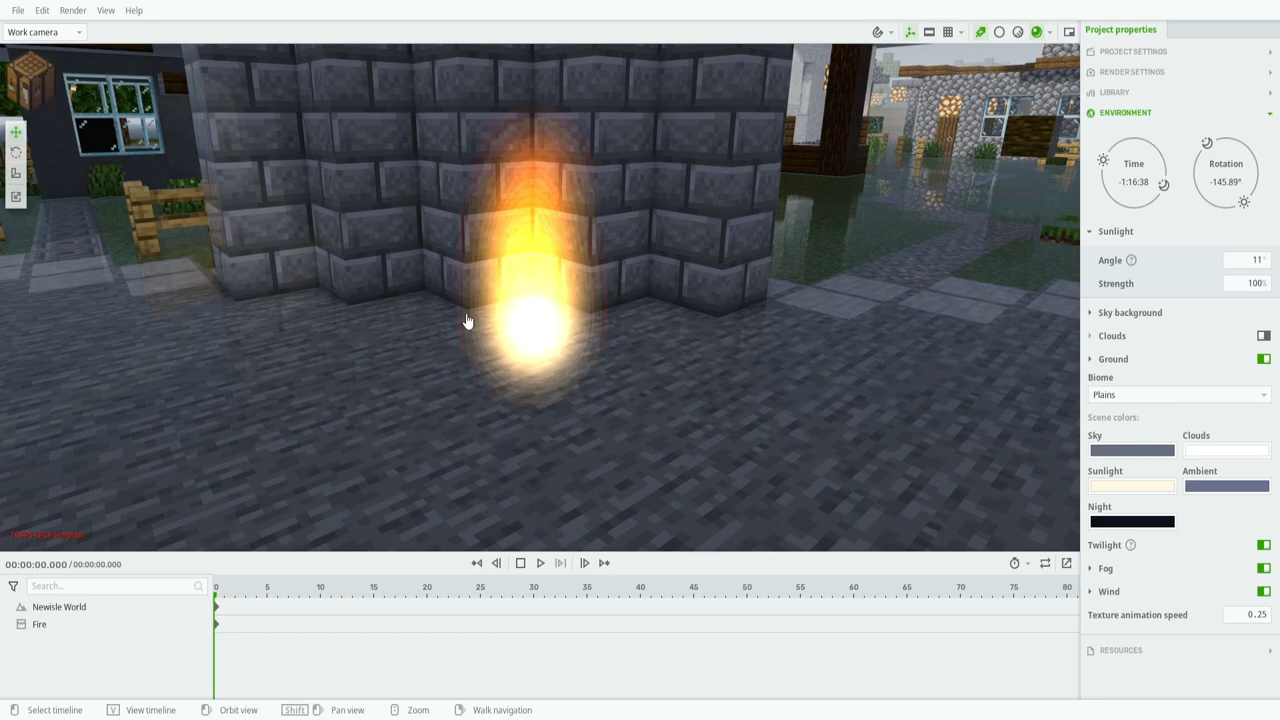 File Edit Render View Help
Work camera
Project properties
PROJECT SETTINGS
RENDER SETTINGS
LIBRARY
ENVIRONMENT
Time
-1:16:38
Rotation
-145.89°
Sunlight
Angle ? 11°
Strength 100%
Sky background
Clouds
Ground
Biome
Plains
Scene colors:
Sky Clouds
Sunlight Ambient
Night
Twilight ?
Fog
Wind
Texture animation speed 0.25
RESOURCES
00:00:00.000 / 00:00:00.000
Search...
0 5 10 15 20 25 30 35 40 45 50 55 60 65 70 75 80
Newisle World
Fire
Select timeline V View timeline Orbit view Shift Pan view Zoom Walk navigation